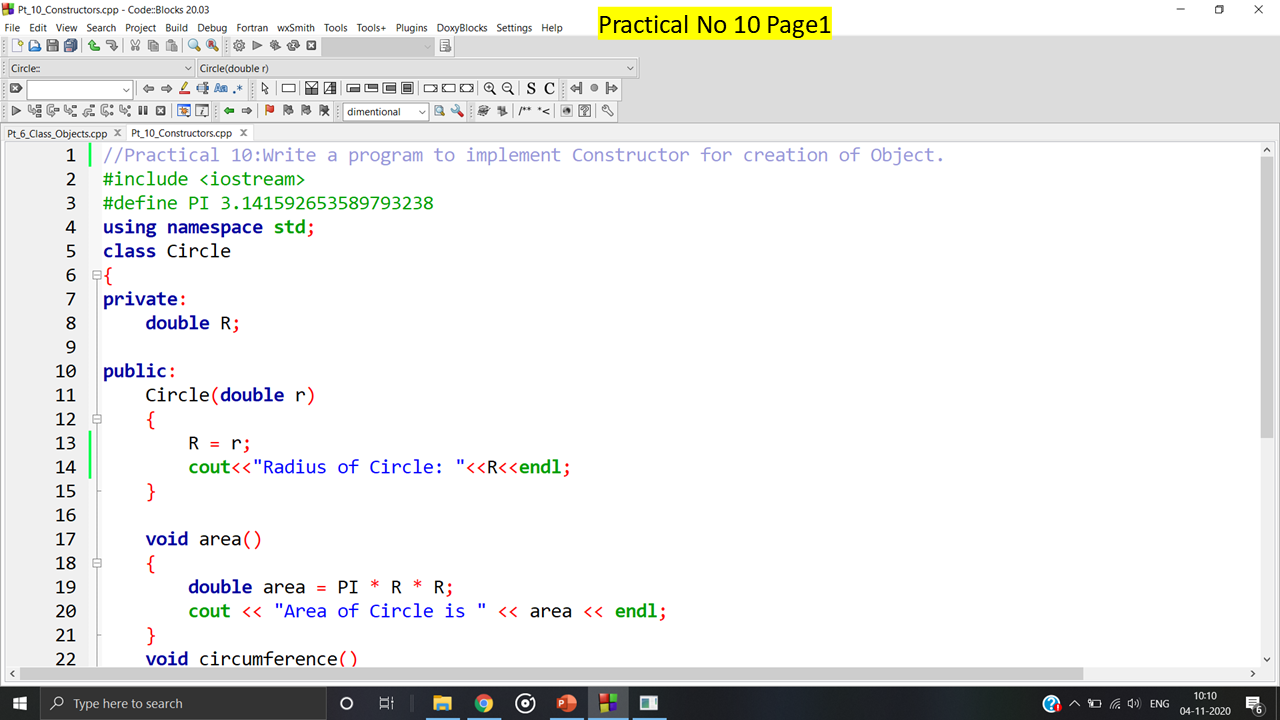 Pt_10_Constructors.cpp - Code::Blocks 20.03
Practical No 10 Page1
File Edit View Search Project Build Debug Fortran wxSmith Tools Tools+ Plugins DoxyBlocks Settings Help
Circle:: Circle(double r)
Aa .* S C
dimentional /** *<
Pt_6_Class_Objects.cpp X Pt_10_Constructors.cpp X
1 //Practical 10:Write a program to implement Constructor for creation of Object.
2 #include <iostream>
3 #define PI 3.141592653589793238
4 using namespace std;
5 class Circle
6 {
7 private:
8 double R;
9
10 public:
11 Circle(double r)
12 {
13 R = r;
14 cout<<"Radius of Circle: "<<R<<endl;
15 }
16
17 void area()
18 {
19 double area = PI * R * R;
20 cout << "Area of Circle is " << area << endl;
21 }
22 void circumference()
Type here to search
ENG
10:10
04-11-2020
6